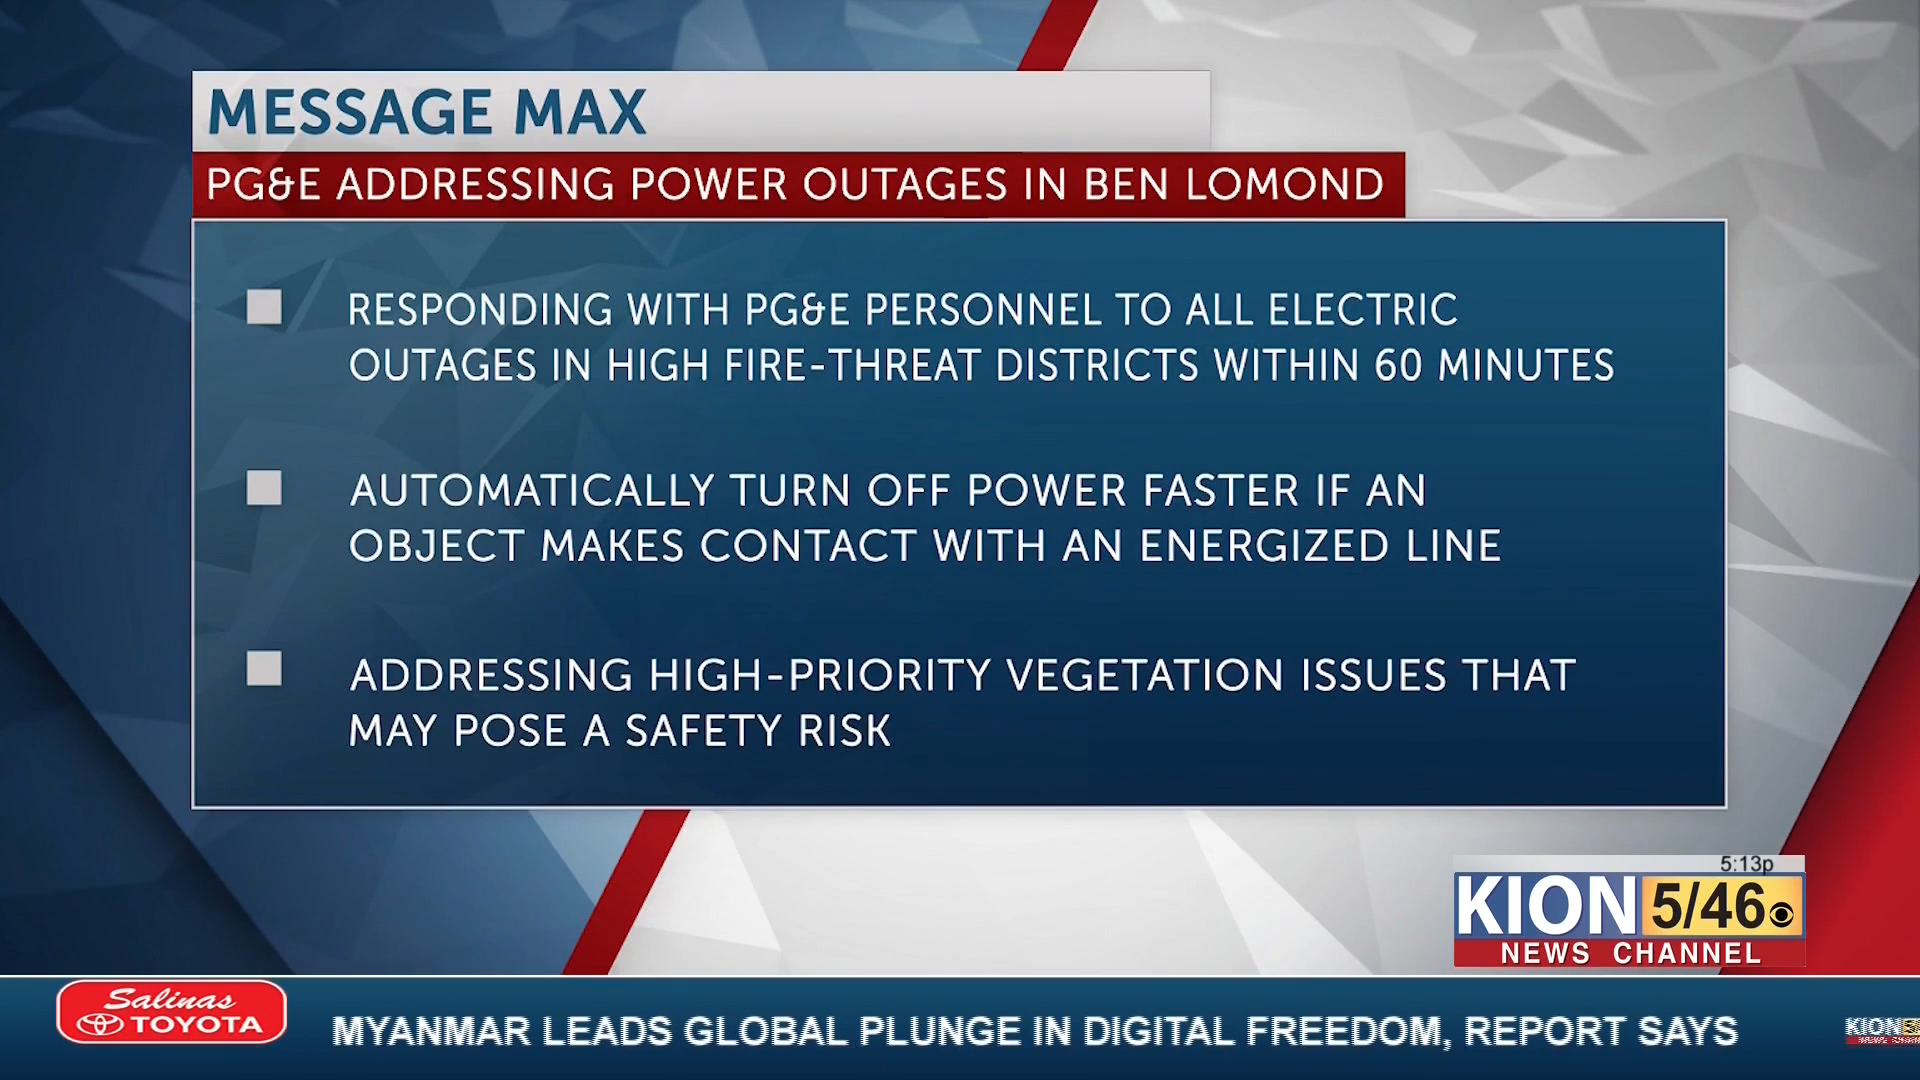 MESSAGE MAX
PG&E ADDRESSING POWER OUTAGES IN BEN LOMOND
RESPONDING WITH PG&E PERSONNEL TO ALL ELECTRIC
OUTAGES IN HIGH FIRE-THREAT DISTRICTS WITHIN 60 MINUTES
AUTOMATICALLY TURN OFF POWER FASTER IF AN
OBJECT MAKES CONTACT WITH AN ENERGIZED LINE
ADDRESSING HIGH-PRIORITY VEGETATION ISSUES THAT
MAY POSE A SAFETY RISK
5:13p
KION 5/46
NEWS CHANNEL
Salinas
TOYOTA
MYANMAR LEADS GLOBAL PLUNGE IN DIGITAL FREEDOM, REPORT SAYS
KION